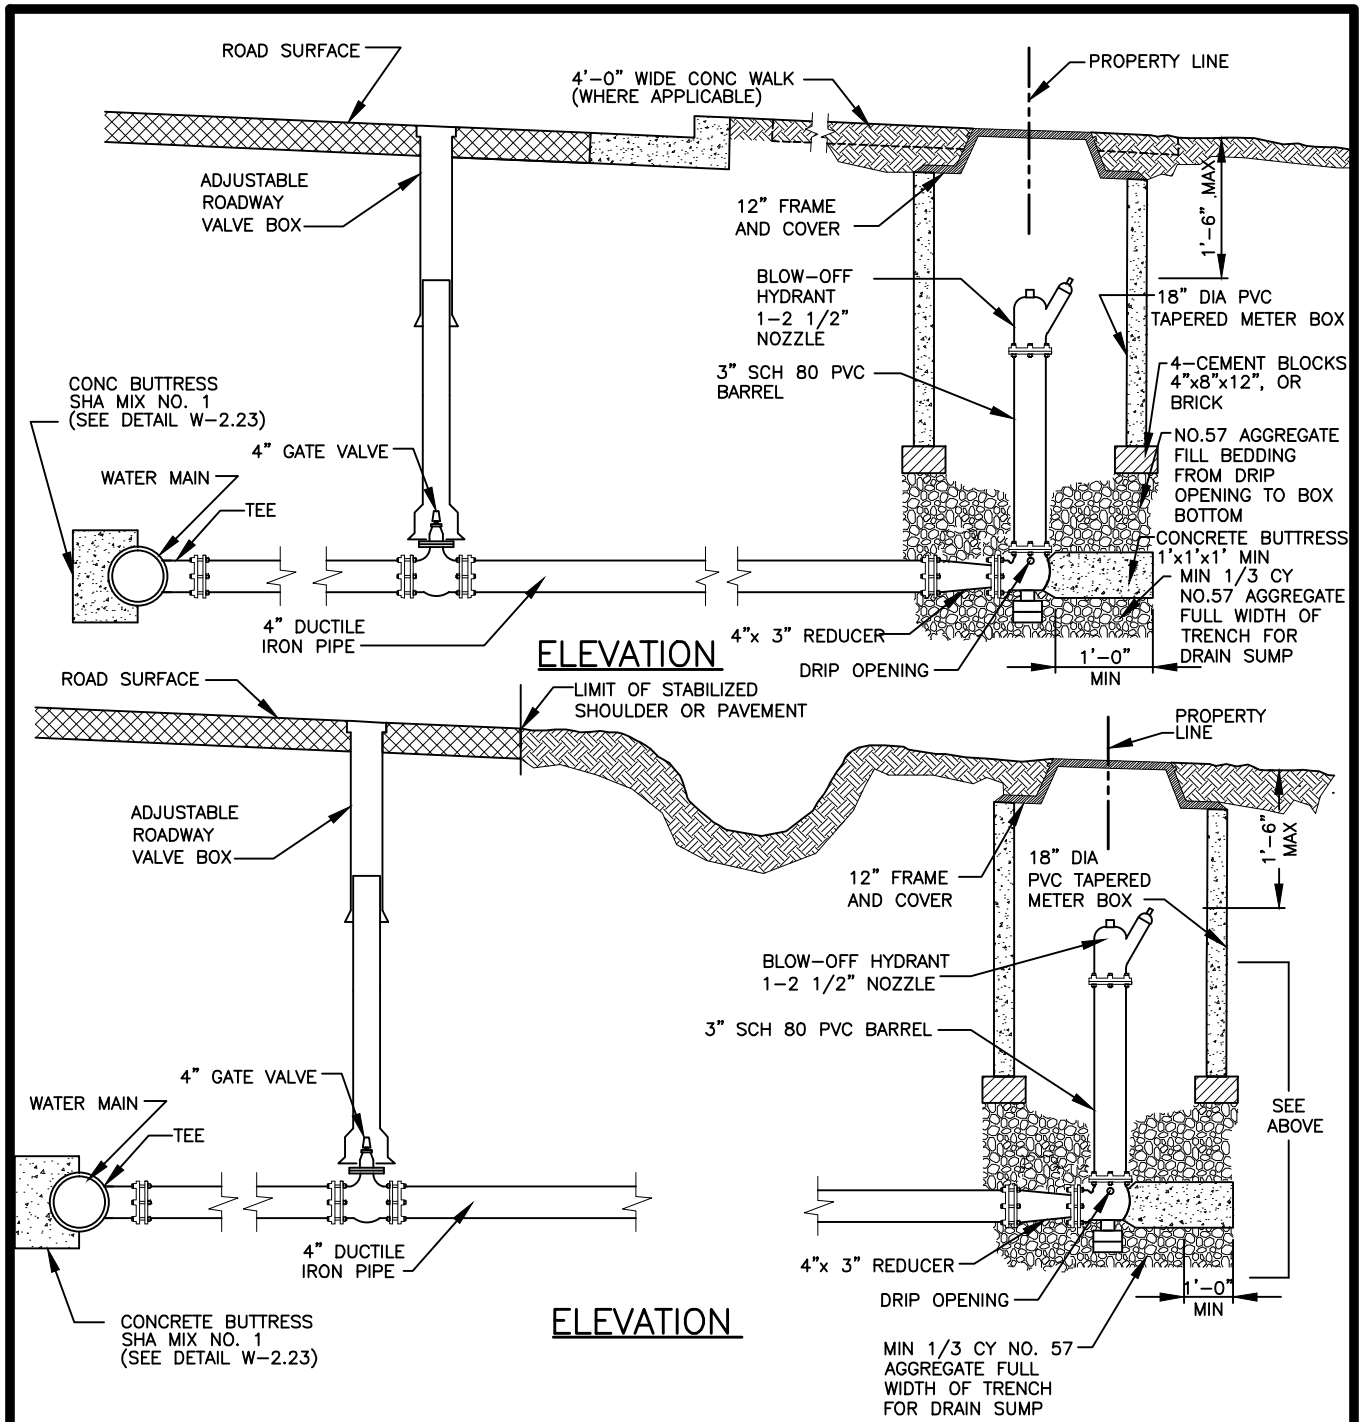 ROAD SURFACE
4'-0" WIDE CONC WALK
(WHERE APPLICABLE)
PROPERTY LINE
ADJUSTABLE
ROADWAY
VALVE BOX
12" FRAME
AND COVER
1'-6" .MAX
BLOW-OFF
HYDRANT
1-2 1/2"
NOZZLE
18" DIA PVC
TAPERED METER BOX
3" SCH 80 PVC
BARREL
4-CEMENT BLOCKS
4"x8"x12", OR
BRICK
CONC BUTTRESS
SHA MIX NO. 1
(SEE DETAIL W-2.23)
4" GATE VALVE
NO.57 AGGREGATE
FILL BEDDING
FROM DRIP
OPENING TO BOX
BOTTOM
WATER MAIN
TEE
CONCRETE BUTTRESS
1'x1'x1' MIN
MIN 1/3 CY
NO.57 AGGREGATE
FULL WIDTH OF
TRENCH FOR
DRAIN SUMP
4" DUCTILE
IRON PIPE
4"x 3" REDUCER
DRIP OPENING
1'-0"
MIN
ELEVATION
ROAD SURFACE
LIMIT OF STABILIZED
SHOULDER OR PAVEMENT
PROPERTY
LINE
ADJUSTABLE
ROADWAY
VALVE BOX
12" FRAME
AND COVER
18" DIA
PVC TAPERED
METER BOX
1'-6"
MAX
BLOW-OFF HYDRANT
1-2 1/2" NOZZLE
3" SCH 80 PVC BARREL
4" GATE VALVE
WATER MAIN
TEE
SEE
ABOVE
4" DUCTILE
IRON PIPE
4"x 3" REDUCER
DRIP OPENING
1'-0"
MIN
CONCRETE BUTTRESS
SHA MIX NO. 1
(SEE DETAIL W-2.23)
ELEVATION
MIN 1/3 CY NO. 57
AGGREGATE FULL
WIDTH OF TRENCH
FOR DRAIN SUMP